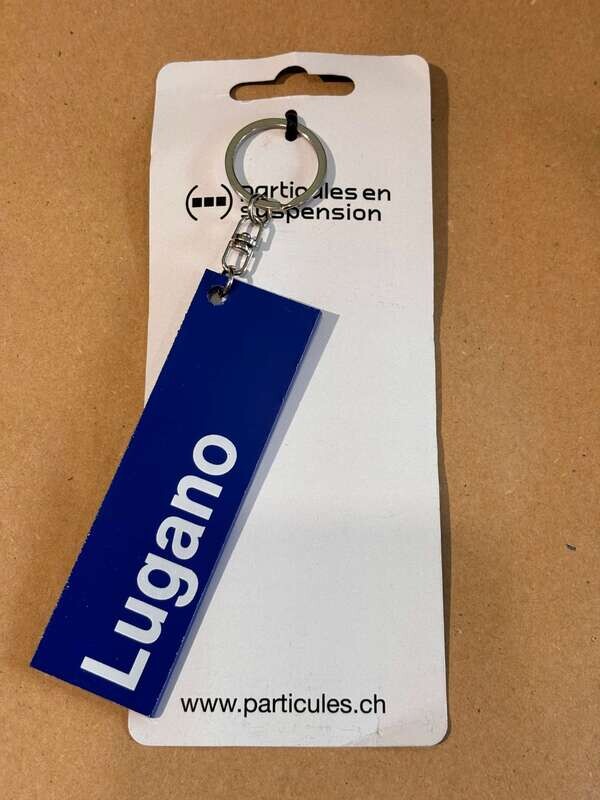 particules en
suspension
Lugano
www.particules.ch